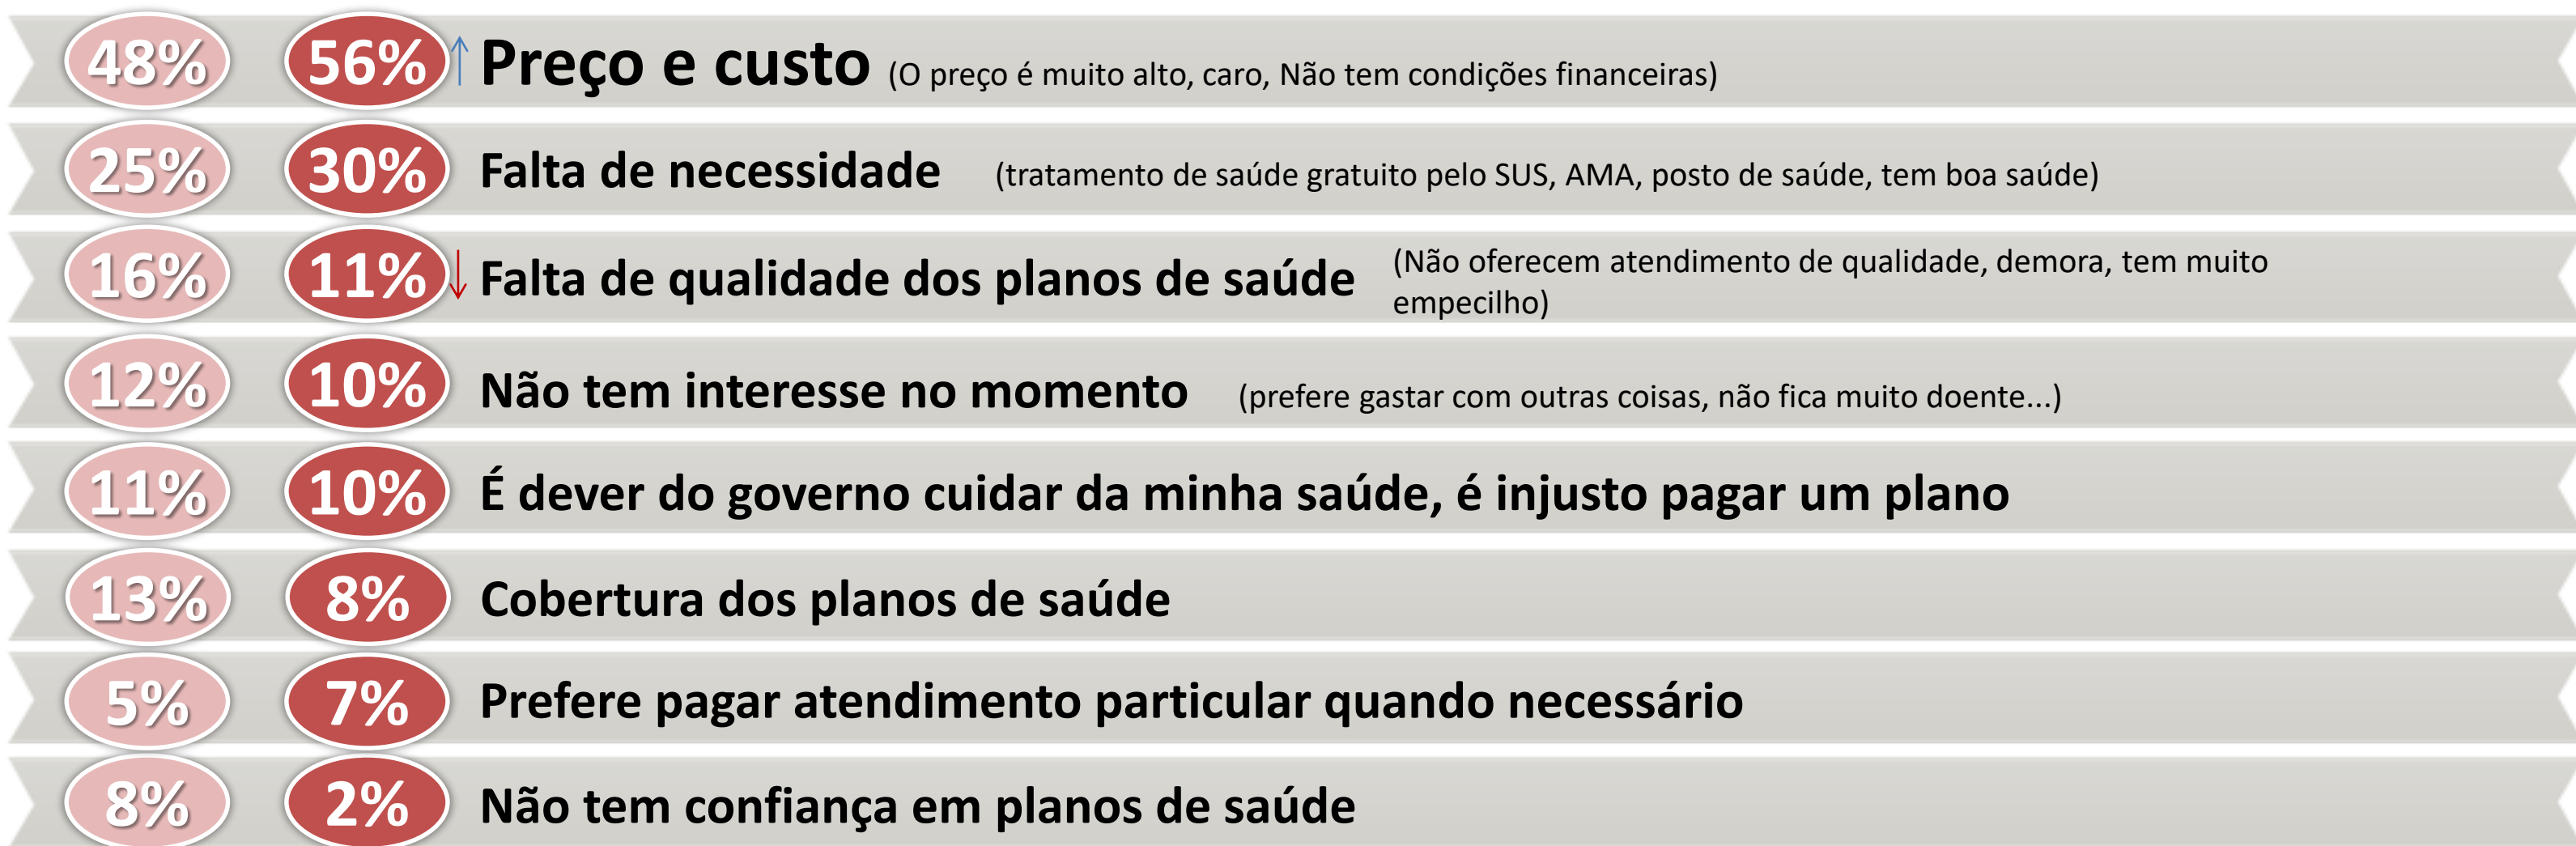 48% 56% Preço e custo (O preço é muito alto, caro, Não tem condições financeiras)
25% 30% Falta de necessidade (tratamento de saúde gratuito pelo SUS, AMA, posto de saúde, tem boa saúde)
16% 11% Falta de qualidade dos planos de saúde (Não oferecem atendimento de qualidade, demora, tem muito
empecilho)
12% 10% Não tem interesse no momento (prefere gastar com outras coisas, não fica muito doente...)
11% 10% É dever do governo cuidar da minha saúde, é injusto pagar um plano
13% 8% Cobertura dos planos de saúde
5% 7% Prefere pagar atendimento particular quando necessário
8% 2% Não tem confiança em planos de saúde